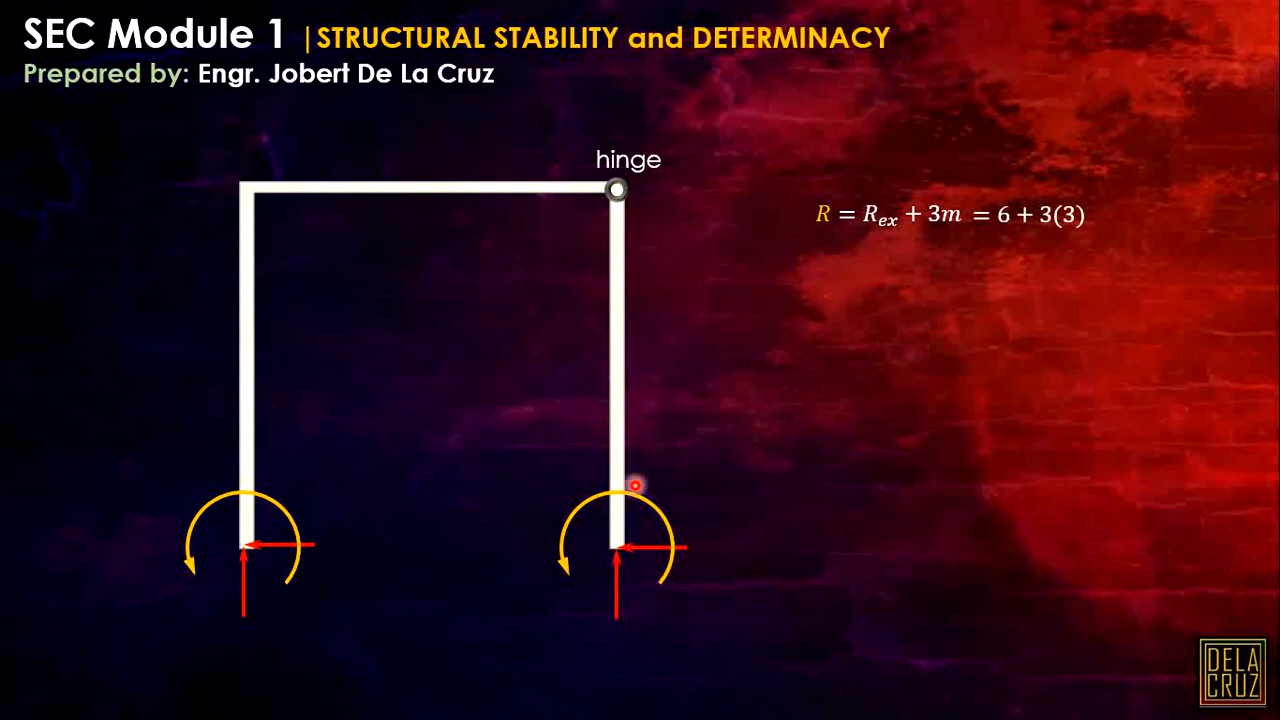 SEC Module 1 |STRUCTURAL STABILITY and DETERMINACY
Prepared by: Engr. Jobert De La Cruz
hinge
R = R_ex + 3m = 6 + 3(3)
DELA
CRUZ